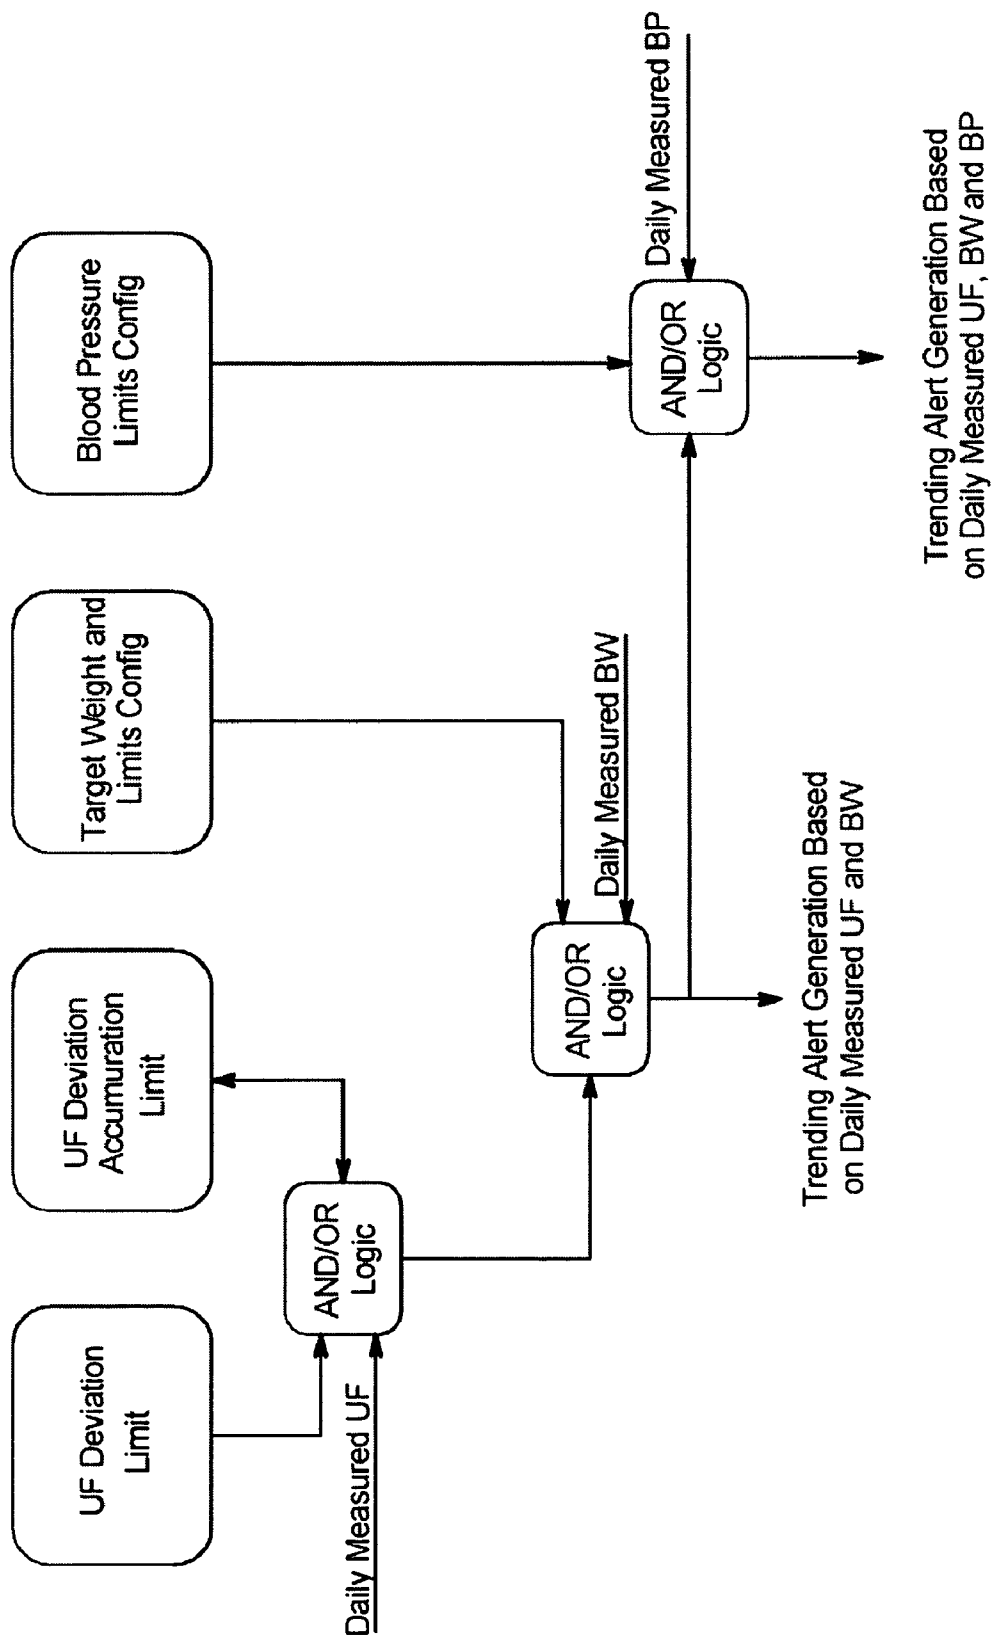 UF Deviation
Limit
UF Deviation
Accumuration
Limit
Target Weight and
Limits Config
Blood Pressure
Limits Config
Daily Measured UF
AND/OR
Logic
AND/OR
Logic
Daily Measured BW
AND/OR
Logic
Daily Measured BP
Trending Alert Generation Based
on Daily Measured UF and BW
Trending Alert Generation Based
on Daily Measured UF, BW and BP